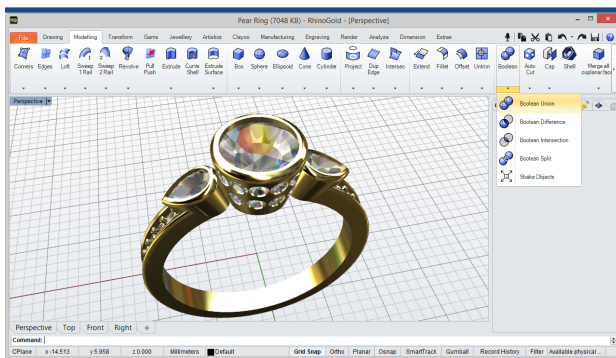 Pear Ring (7048 KB) - RhinoGold - [Perspective]
File Drawing Modelling Transform Gems Jewellery Artistics Clayoo Manufacturing Engraving Render Analyze Dimension Extras
Corners Edges Loft Sweep 1 Rail Sweep 2 Rail Revolve Pull Push Extrude Curve Shell Extrude Surface Box Sphere Ellipsoid Cone Cylinder Project Dup Edge Intersec Extend Fillet Offset Untrim Boolean Auto Cut Cap Shell Merge all coplanar faces
Perspective
Boolean Union
Boolean Difference
Boolean Intersection
Boolean Split
Shake Objects
Perspective Top Front Right
Command:
CPlane x -14.513 y 5.958 z 0.000 Millimeters Default Grid Snap Ortho Planar Osnap SmartTrack Gumball Record History Filter Available physical...